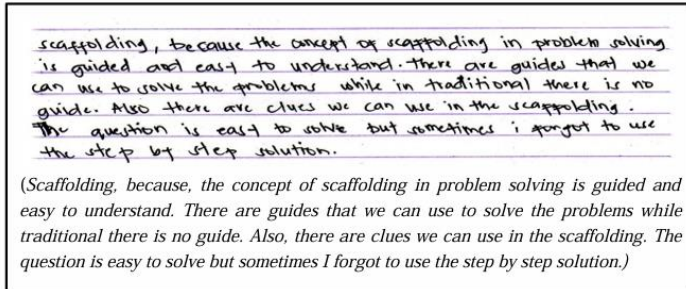 scaffolding, because the concept of scaffolding in problem solving
is guided and easy to understand. there are guides that we
can use to solve the problems while in traditional there is no
guide. Also there are clues we can use in the scaffolding.
The question is easy to solve but sometimes i forgot to use
the step by step solution.
(Scaffolding, because, the concept of scaffolding in problem solving is guided and
easy to understand. There are guides that we can use to solve the problems while
traditional there is no guide. Also, there are clues we can use in the scaffolding. The
question is easy to solve but sometimes I forgot to use the step by step solution.)